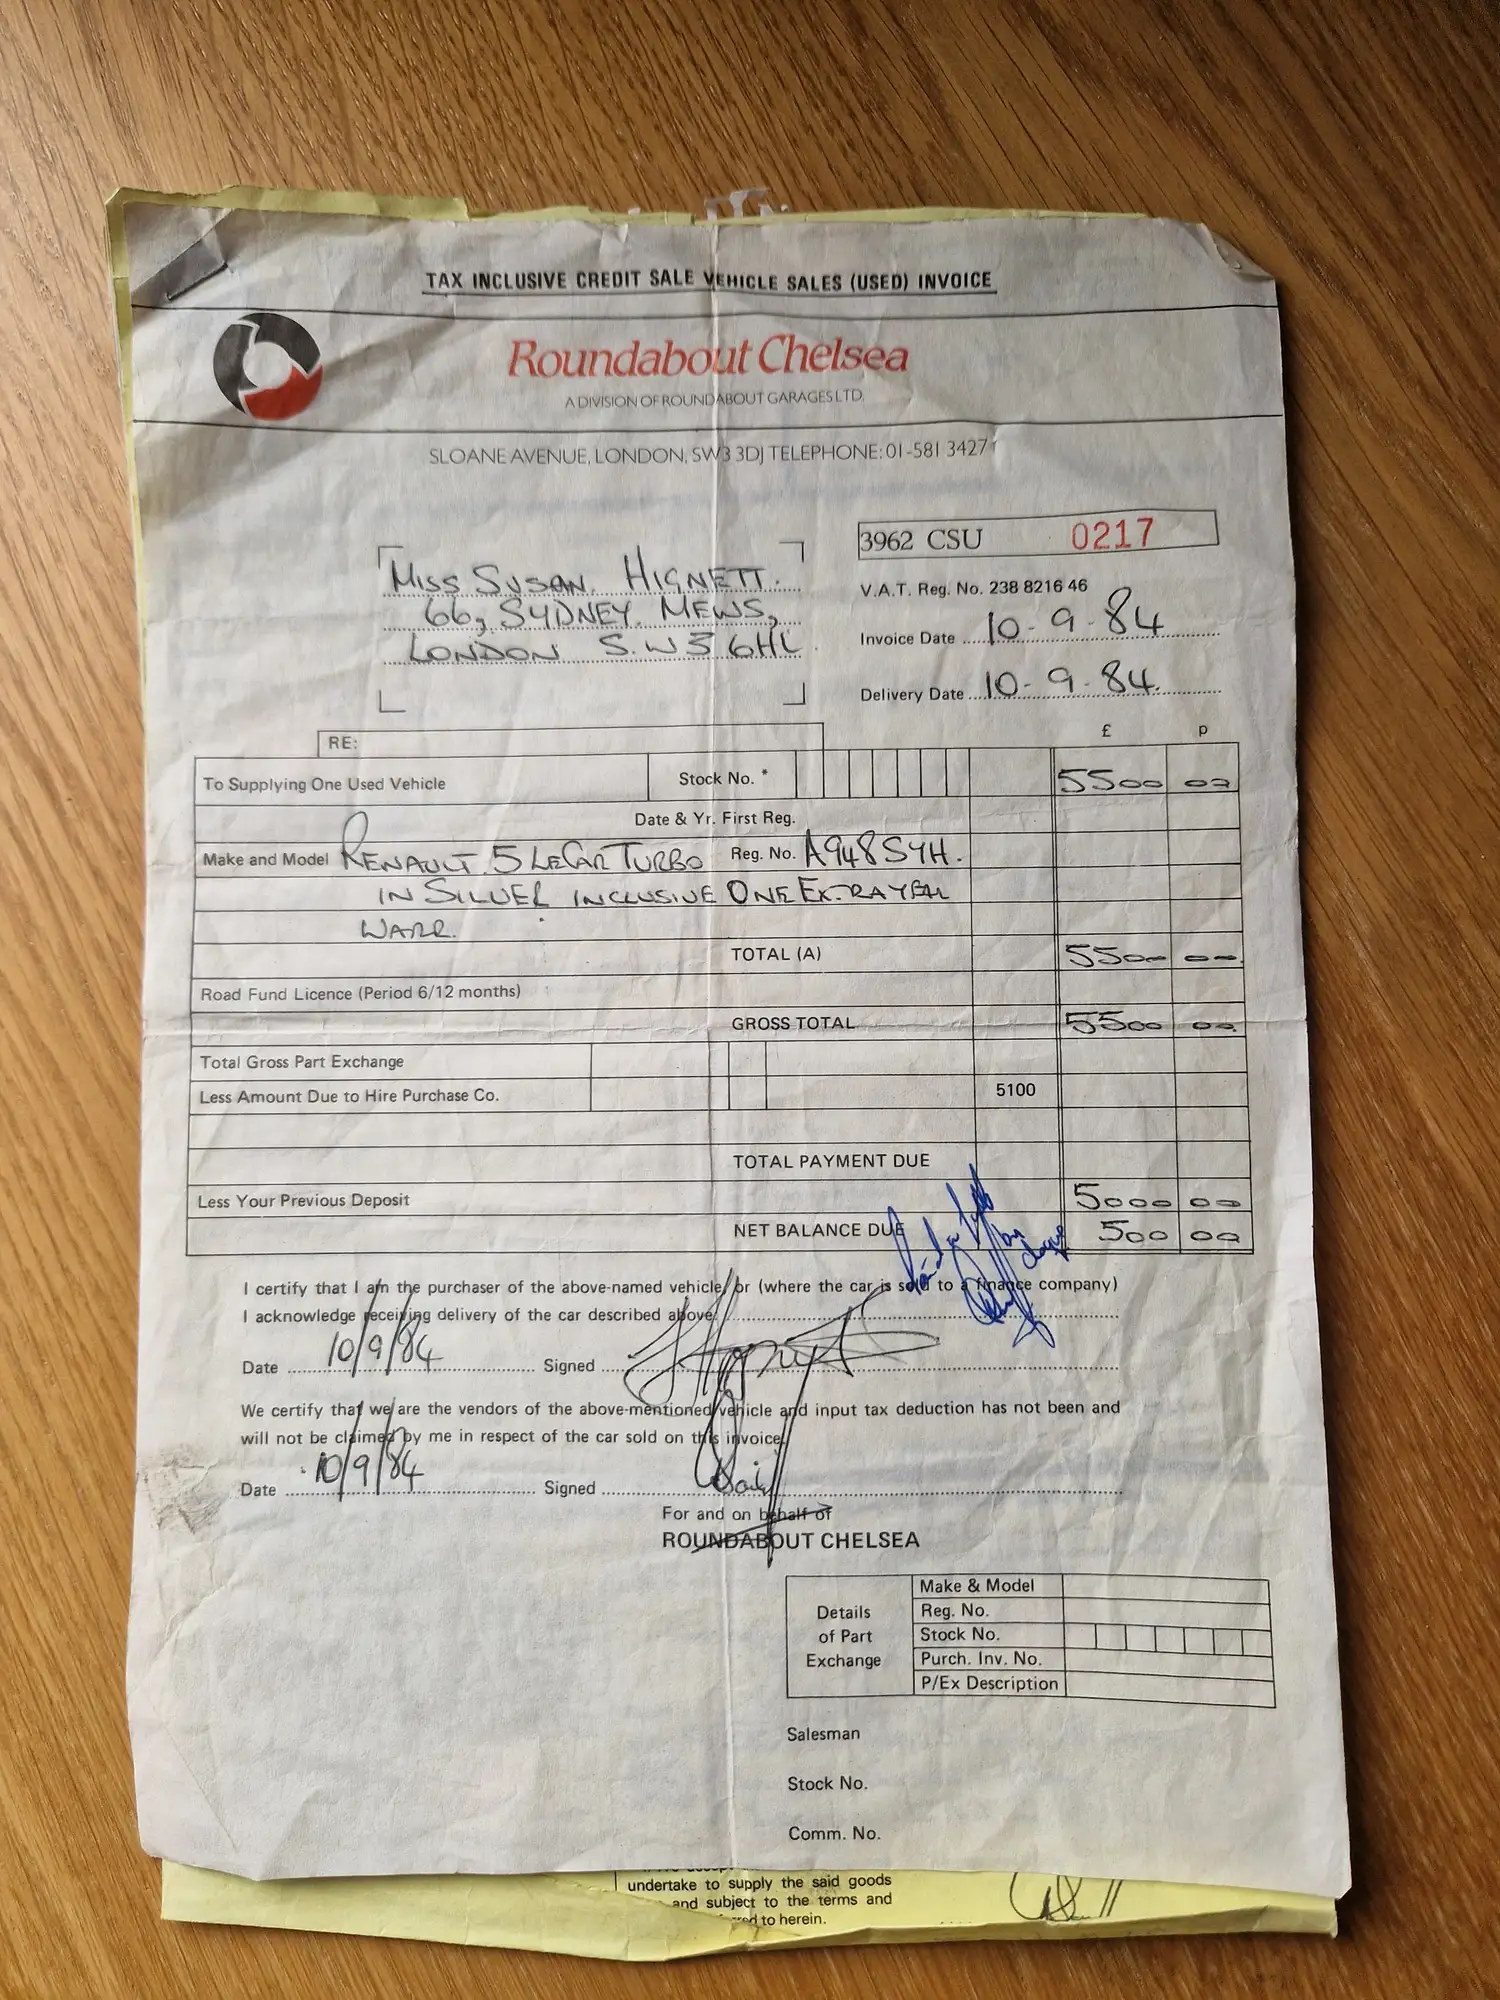 TAX INCLUSIVE CREDIT SALE VEHICLE SALES (USED) INVOICE
Roundabout Chelsea
A DIVISION OF ROUNDABOUT GARAGES LTD.
SLOANE AVENUE, LONDON, SW3 3DJ TELEPHONE: 01-581 3427
3962 CSU 0217
MISS SUSAN. HIGNETT.
66, SYDNEY. MEWS,
LONDON S.W3 6HL.
V.A.T. Reg. No. 238 8216 46
Invoice Date 10-9-84
Delivery Date 10-9-84.
£ p
RE:
To Supplying One Used Vehicle Stock No. * 5500 00
Date & Yr. First Reg.
Make and Model RENAULT 5 LECAR TURBO Reg. No. A948SYH.
IN SILVER INCLUSIVE ONE EXTRA YEAR
WARR.
TOTAL (A) 5500 00
Road Fund Licence (Period 6/12 months)
GROSS TOTAL 5500 00
Total Gross Part Exchange
Less Amount Due to Hire Purchase Co. 5100
TOTAL PAYMENT DUE
Less Your Previous Deposit 5000 00
NET BALANCE DUE 500 00
I certify that I am the purchaser of the above-named vehicle or (where the car is sold to a finance company)
I acknowledge receiving delivery of the car described above.
Date 10/9/84 Signed
We certify that we are the vendors of the above-mentioned vehicle and input tax deduction has not been and
will not be claimed by me in respect of the car sold on this invoice.
Date 10/9/84 Signed
For and on behalf of
ROUNDABOUT CHELSEA
Details of Part Exchange
Make & Model
Reg. No.
Stock No.
Purch. Inv. No.
P/Ex Description
Salesman
Stock No.
Comm. No.
undertake to supply the said goods
and subject to the terms and
to herein.